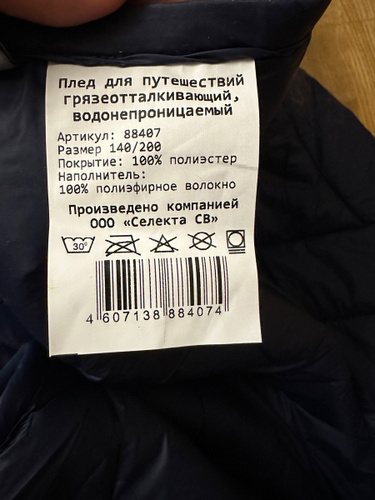 Плед для путешествий
грязеотталкивающий,
водонепроницаемый
Артикул: 88407
Размер 140/200
Покрытие: 100% полиэстер
Наполнитель:
100% полиэфирное волокно
Произведено компанией
ООО «Селекта СВ»
30°
4 607138 884074